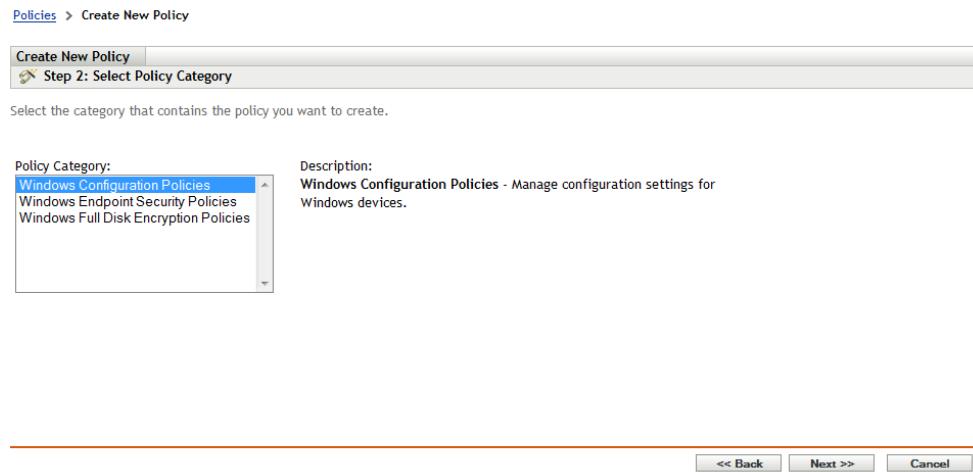 Policies > Create New Policy
Create New Policy
Step 2: Select Policy Category
Select the category that contains the policy you want to create.
Policy Category:
Windows Configuration Policies
Windows Endpoint Security Policies
Windows Full Disk Encryption Policies
Description:
Windows Configuration Policies - Manage configuration settings for
Windows devices.
<< Back Next >> Cancel